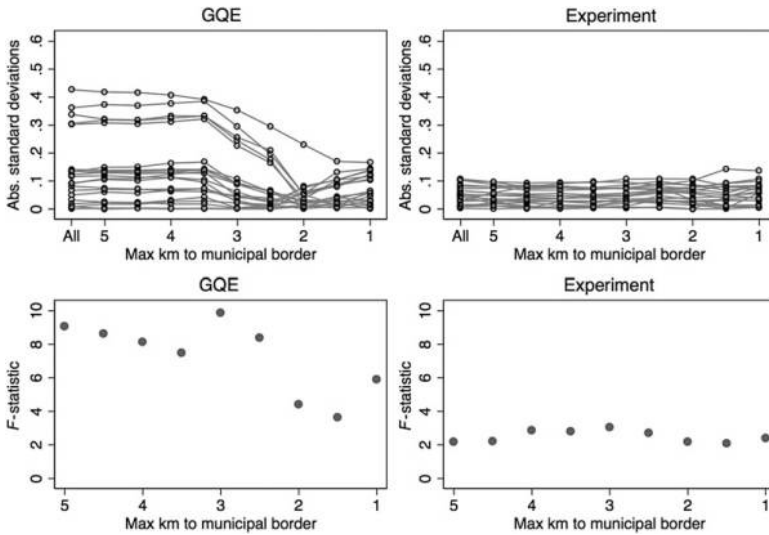 GQE
Abs. standard deviations
.6
.5
.4
.3
.2
.1
0
All 5 4 3 2 1
Max km to municipal border
Experiment
Abs. standard deviations
.6
.5
.4
.3
.2
.1
0
All 5 4 3 2 1
Max km to municipal border
GQE
F-statistic
10
8
6
4
2
0
5 4 3 2 1
Max km to municipal border
Experiment
F-statistic
10
8
6
4
2
0
5 4 3 2 1
Max km to municipal border